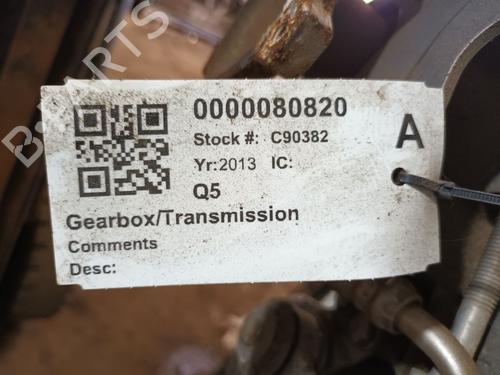 0000080820
Stock #: C90382
Yr:2013 IC:
A
Q5
Gearbox/Transmission
Comments
Desc: